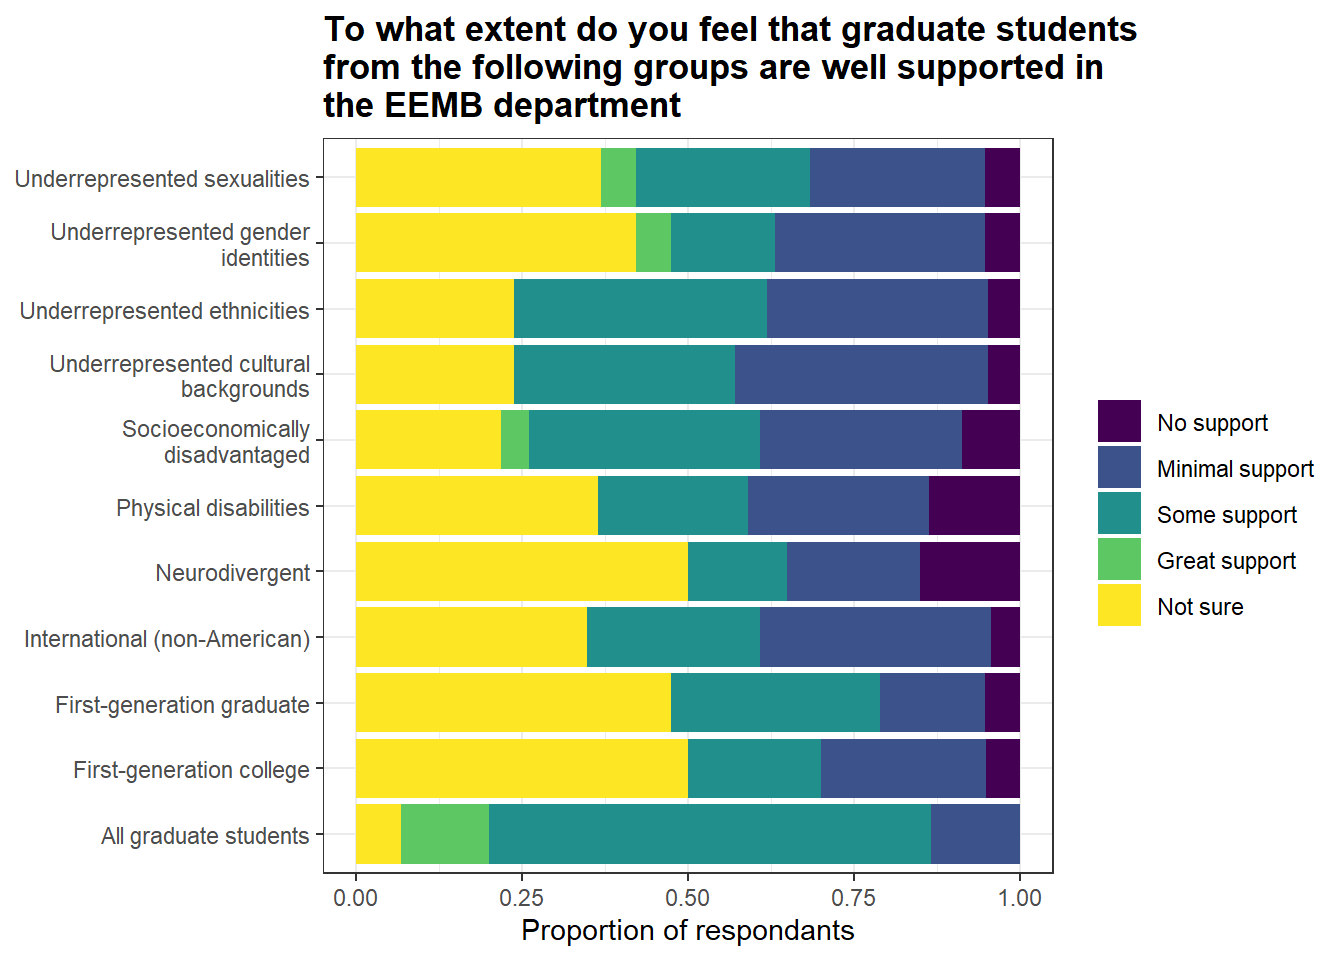 To what extent do you feel that graduate students
from the following groups are well supported in
the EEMB department
Underrepresented sexualities
Underrepresented gender
identities
Underrepresented ethnicities
Underrepresented cultural
backgrounds
Socioeconomically
disadvantaged
Physical disabilities
Neurodivergent
International (non-American)
First-generation graduate
First-generation college
All graduate students
0.00
0.25
0.50
0.75
1.00
Proportion of respondants
No support
Minimal support
Some support
Great support
Not sure